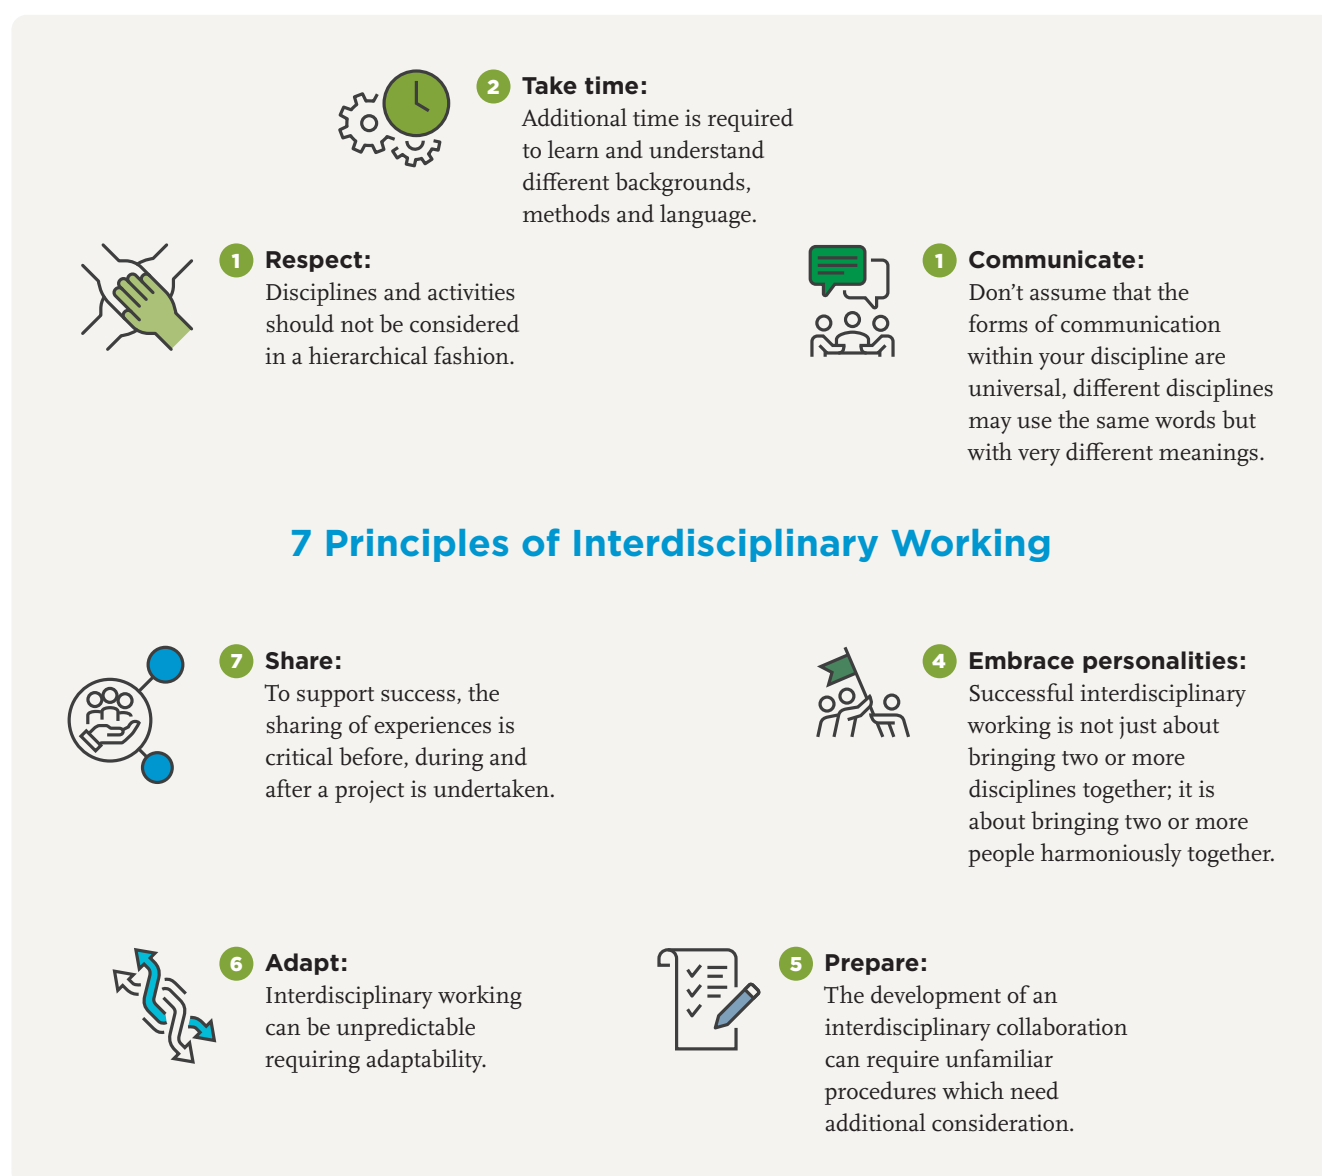 2 Take time:
Additional time is required
to learn and understand
different backgrounds,
methods and language.
1 Respect:
Disciplines and activities
should not be considered
in a hierarchical fashion.
1 Communicate:
Don’t assume that the
forms of communication
within your discipline are
universal, different disciplines
may use the same words but
with very different meanings.
7 Principles of Interdisciplinary Working
7 Share:
To support success, the
sharing of experiences is
critical before, during and
after a project is undertaken.
4 Embrace personalities:
Successful interdisciplinary
working is not just about
bringing two or more
disciplines together; it is
about bringing two or more
people harmoniously together.
6 Adapt:
Interdisciplinary working
can be unpredictable
requiring adaptability.
5 Prepare:
The development of an
interdisciplinary collaboration
can require unfamiliar
procedures which need
additional consideration.